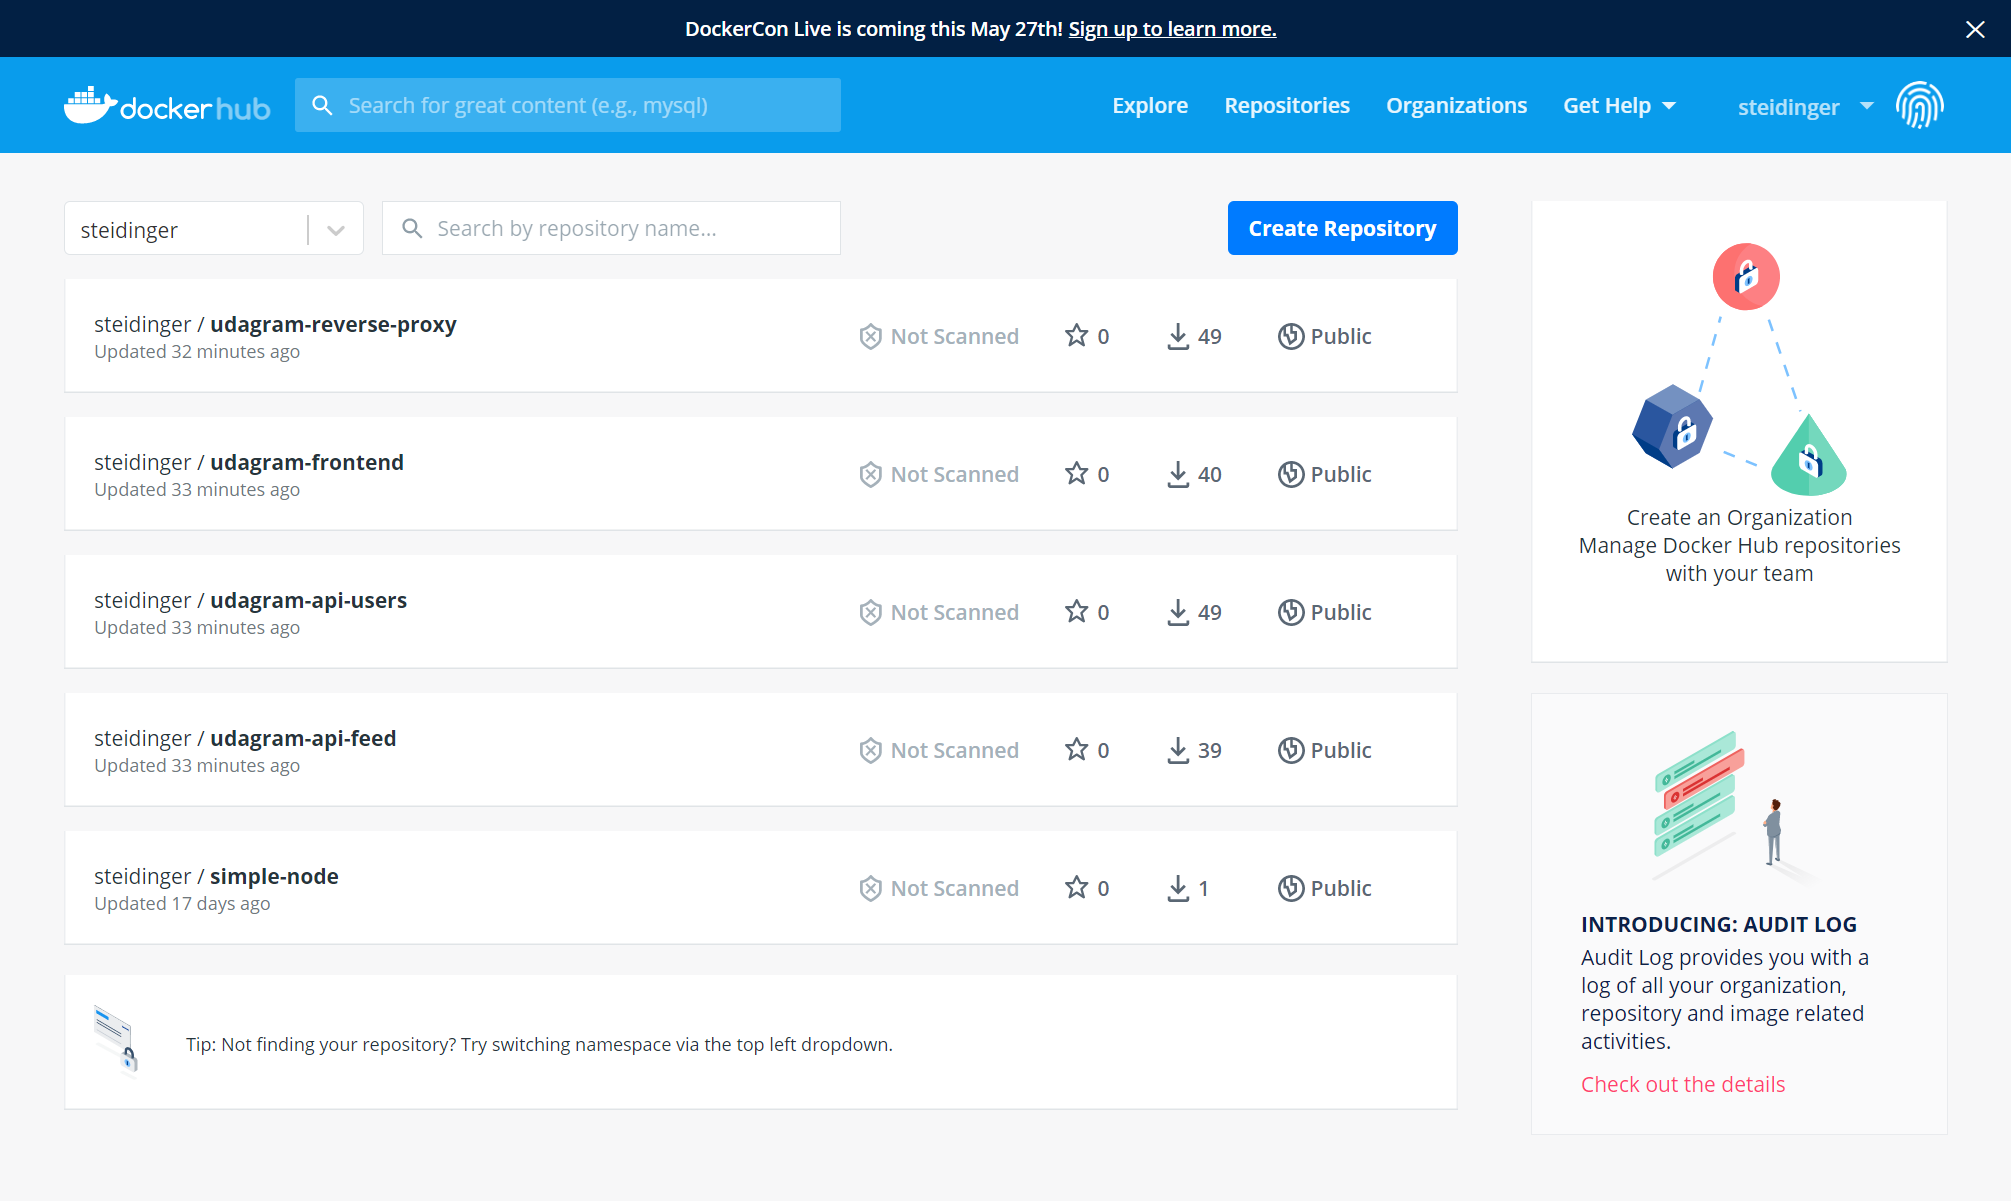 DockerCon Live is coming this May 27th! Sign up to learn more.
docker hub
Search for great content (e.g., mysql)
Explore
Repositories
Organizations
Get Help
steidinger
steidinger
Search by repository name...
Create Repository
steidinger / udagram-reverse-proxy
Updated 32 minutes ago
Not Scanned
0
49
Public
steidinger / udagram-frontend
Updated 33 minutes ago
Not Scanned
0
40
Public
steidinger / udagram-api-users
Updated 33 minutes ago
Not Scanned
0
49
Public
steidinger / udagram-api-feed
Updated 33 minutes ago
Not Scanned
0
39
Public
steidinger / simple-node
Updated 17 days ago
Not Scanned
0
1
Public
Tip: Not finding your repository? Try switching namespace via the top left dropdown.
Create an Organization
Manage Docker Hub repositories
with your team
INTRODUCING: AUDIT LOG
Audit Log provides you with a
log of all your organization,
repository and image related
activities.
Check out the details